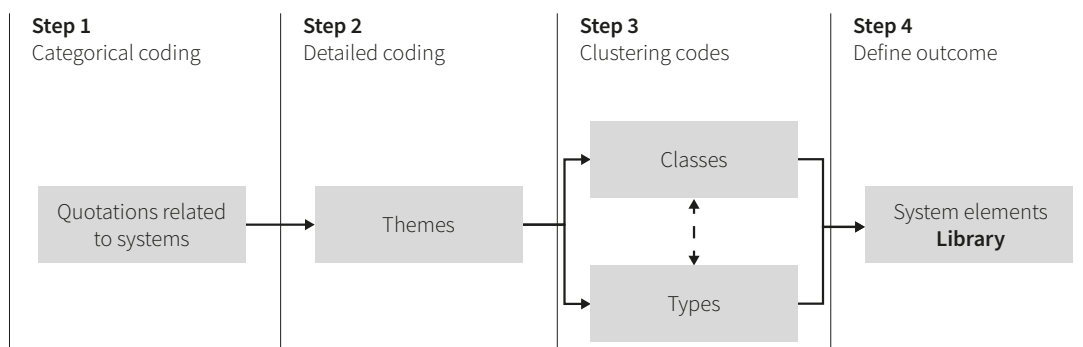 Step 1
Categorical coding
Step 2
Detailed coding
Step 3
Clustering codes
Step 4
Define outcome
Quotations related
to systems
Themes
Classes
Types
System elements
Library